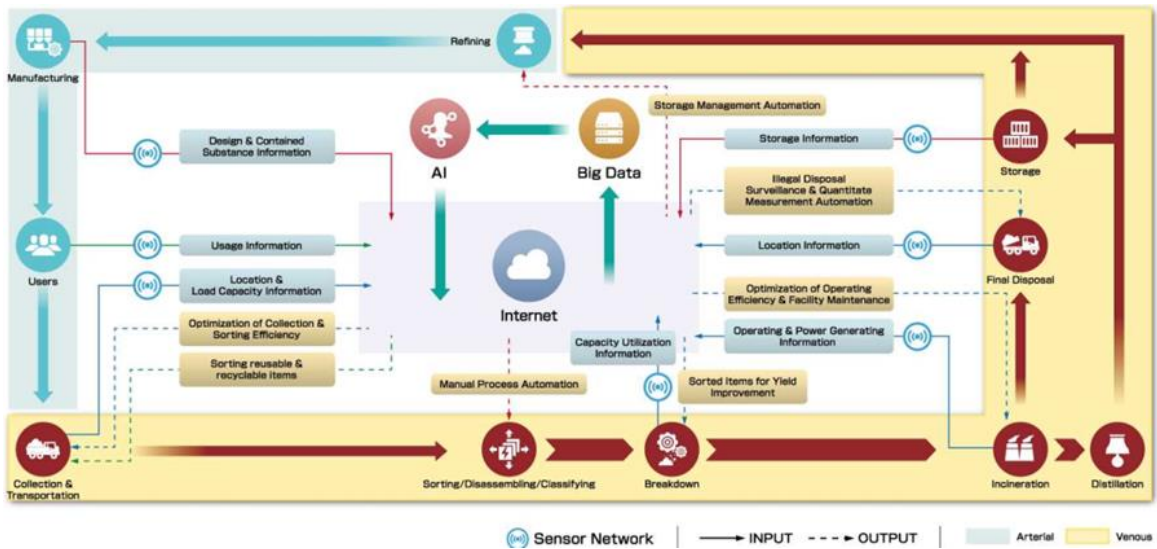 Refining
Manufacturing
Storage Management Automation
Design & Contained
Substance Information
AI
Big Data
Storage Information
Storage
Illegal Disposal
Surveillance & Quantitate
Measurement Automation
Users
Usage Information
Location Information
Final Disposal
Location &
Load Capacity Information
Internet
Optimization of Operating
Efficiency & Facility Maintenance
Optimization of Collection &
Sorting Efficiency
Capacity Utilization
Information
Operating & Power Generating
Information
Sorting reusable &
recyclable items
Manual Process Automation
Sorted Items for Yield
Improvement
Collection &
Transportation
Sorting/Disassembling/Classifying
Breakdown
Incineration
Distillation
Sensor Network
INPUT
OUTPUT
Arterial
Venous